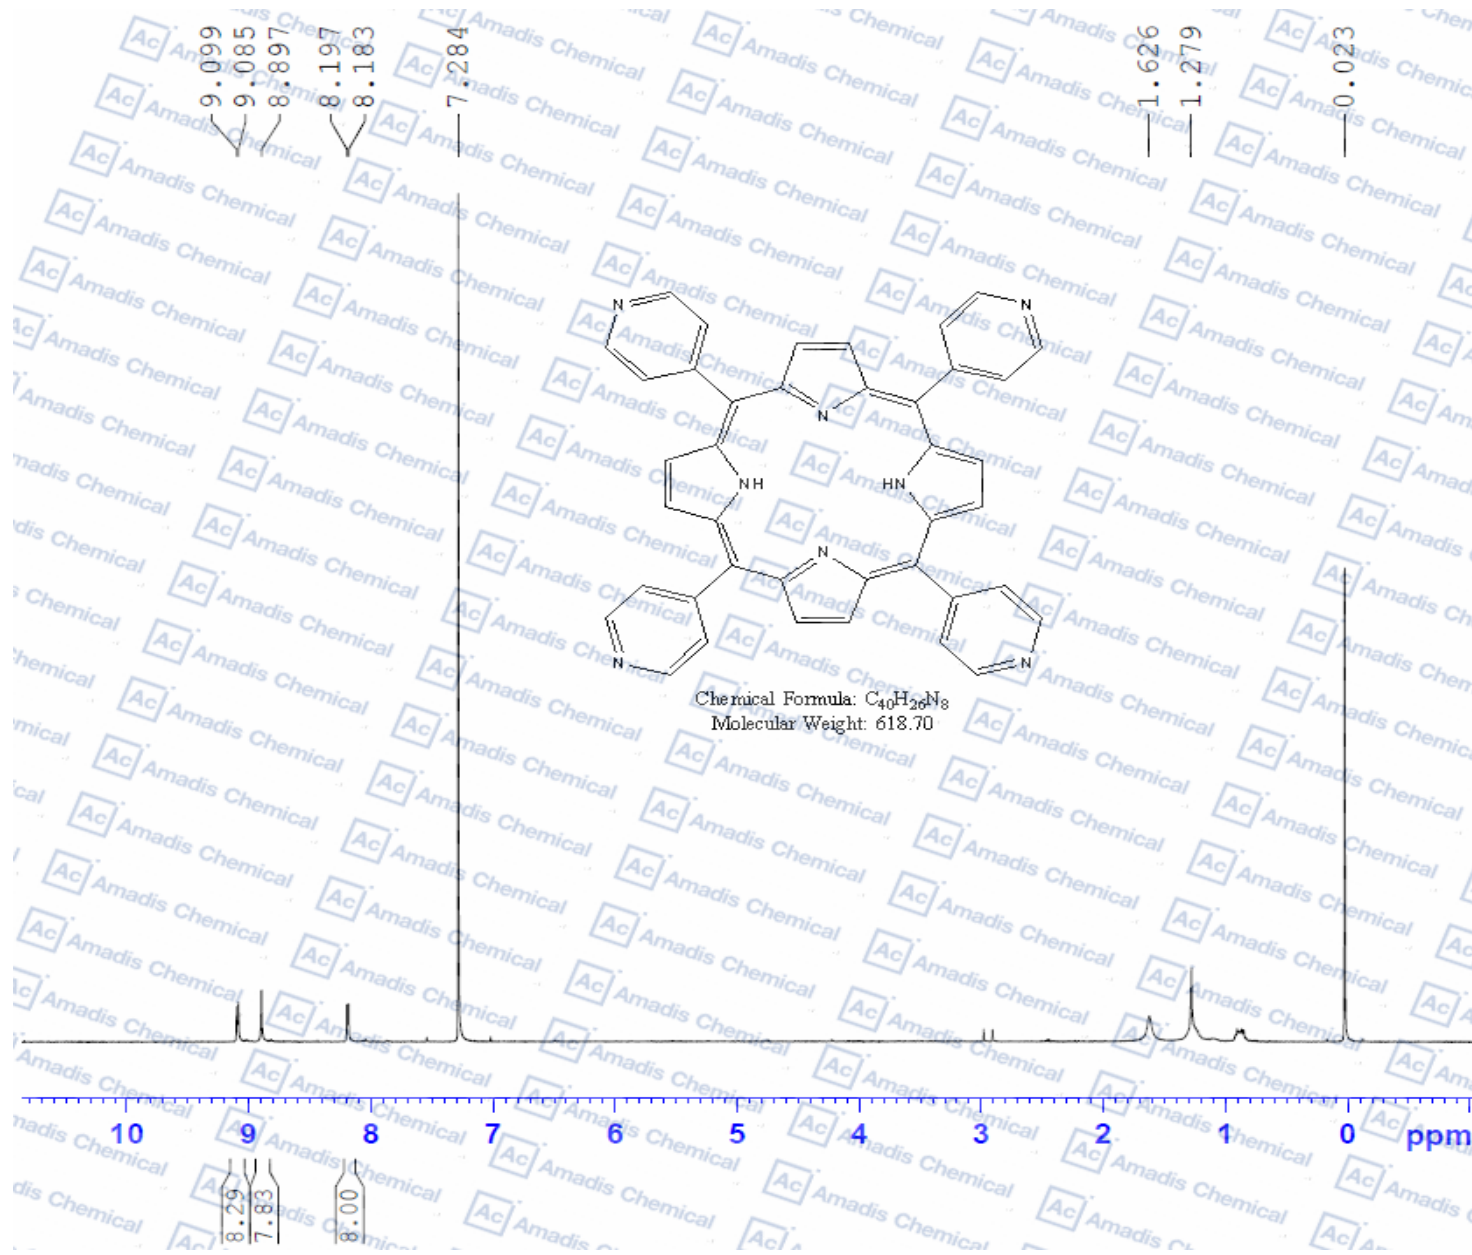 9.099
9.085
8.897
8.197
8.183
7.284
1.626
1.279
0.023
N
N
N
NH
HN
N
N
N
Chemical Formula: C₄₀H₂₆N₈
Molecular Weight: 618.70
10 9 8 7 6 5 4 3 2 1 0 ppm
8.29
7.83
8.00
Ac Amadis Chemical